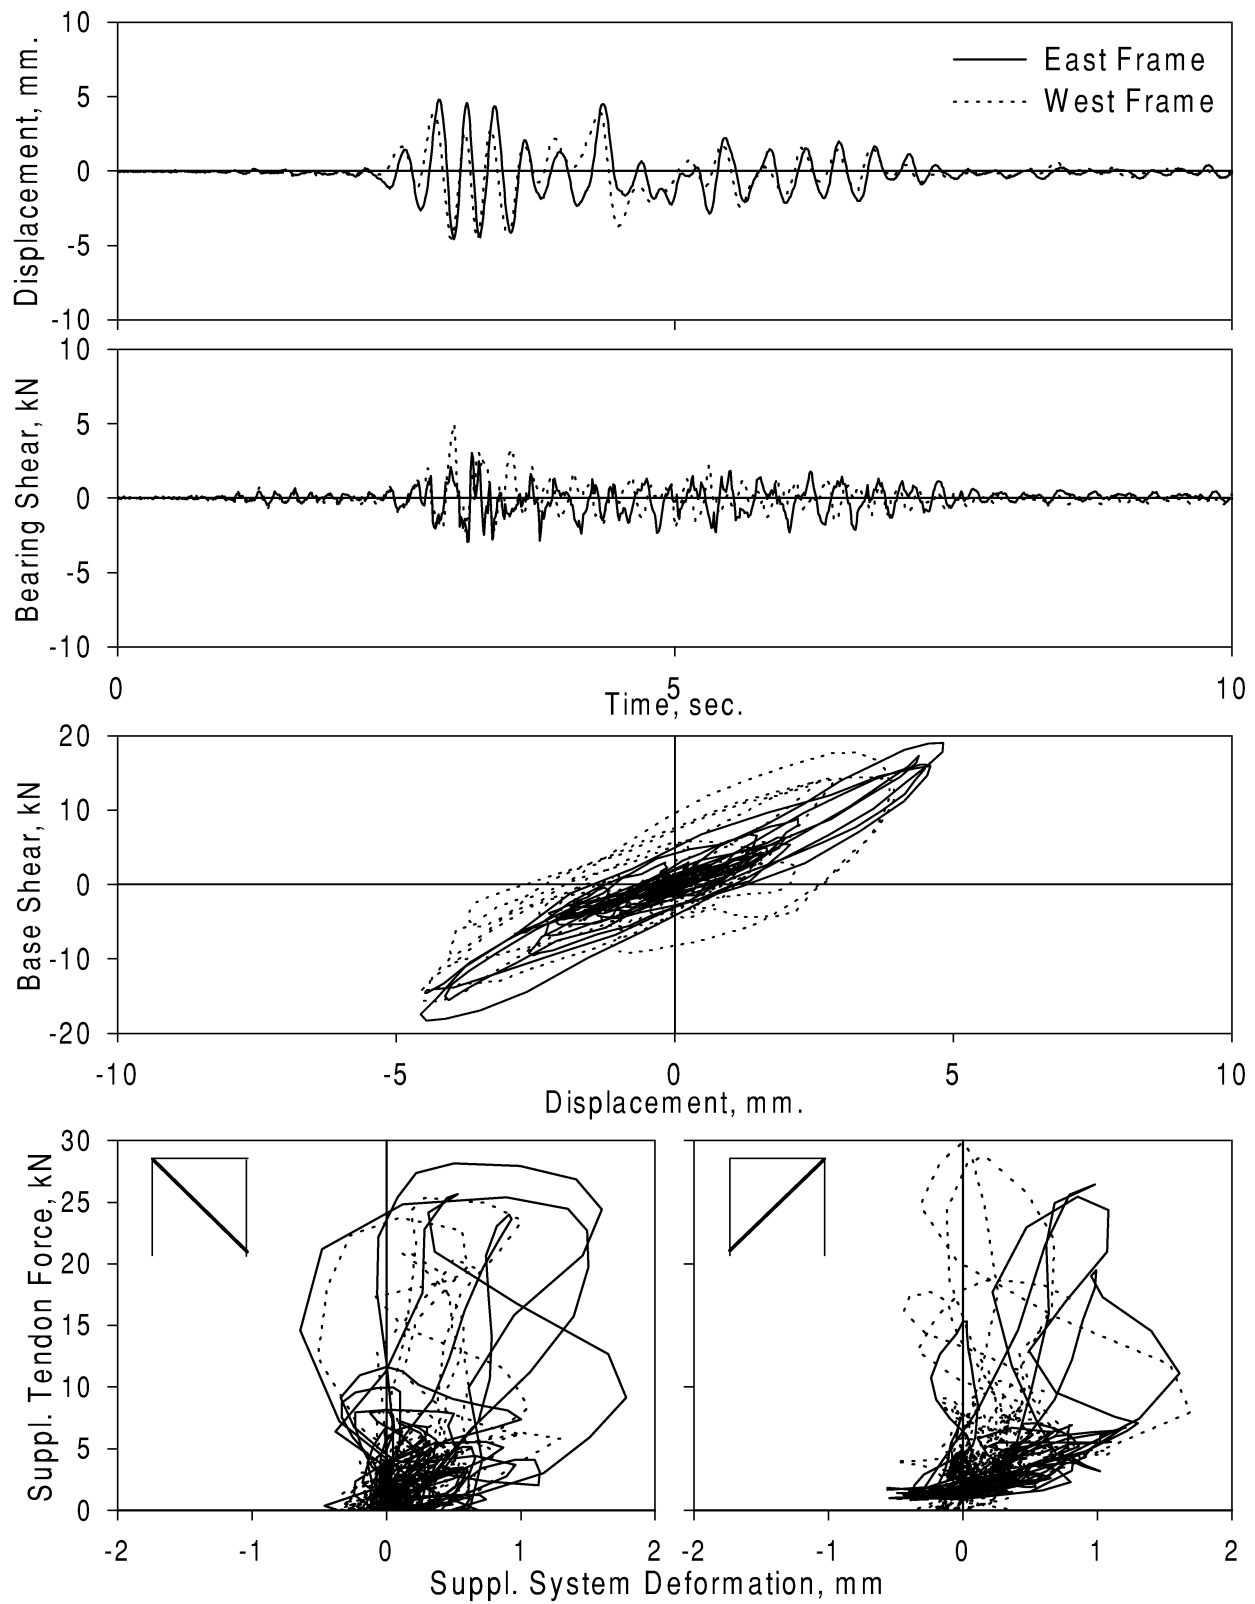 10
5
0
-5
-10
Displacement, mm.
East Frame
West Frame
10
5
0
-5
-10
Bearing Shear, kN
0 5 10
Time, sec.
20
10
0
-10
-20
Base Shear, kN
-10 -5 0 5 10
Displacement, mm.
30
25
20
15
10
5
0
Suppl. Tendon Force, kN
-2 -1 0 1 2 -2 -1 0 1 2
Suppl. System Deformation, mm